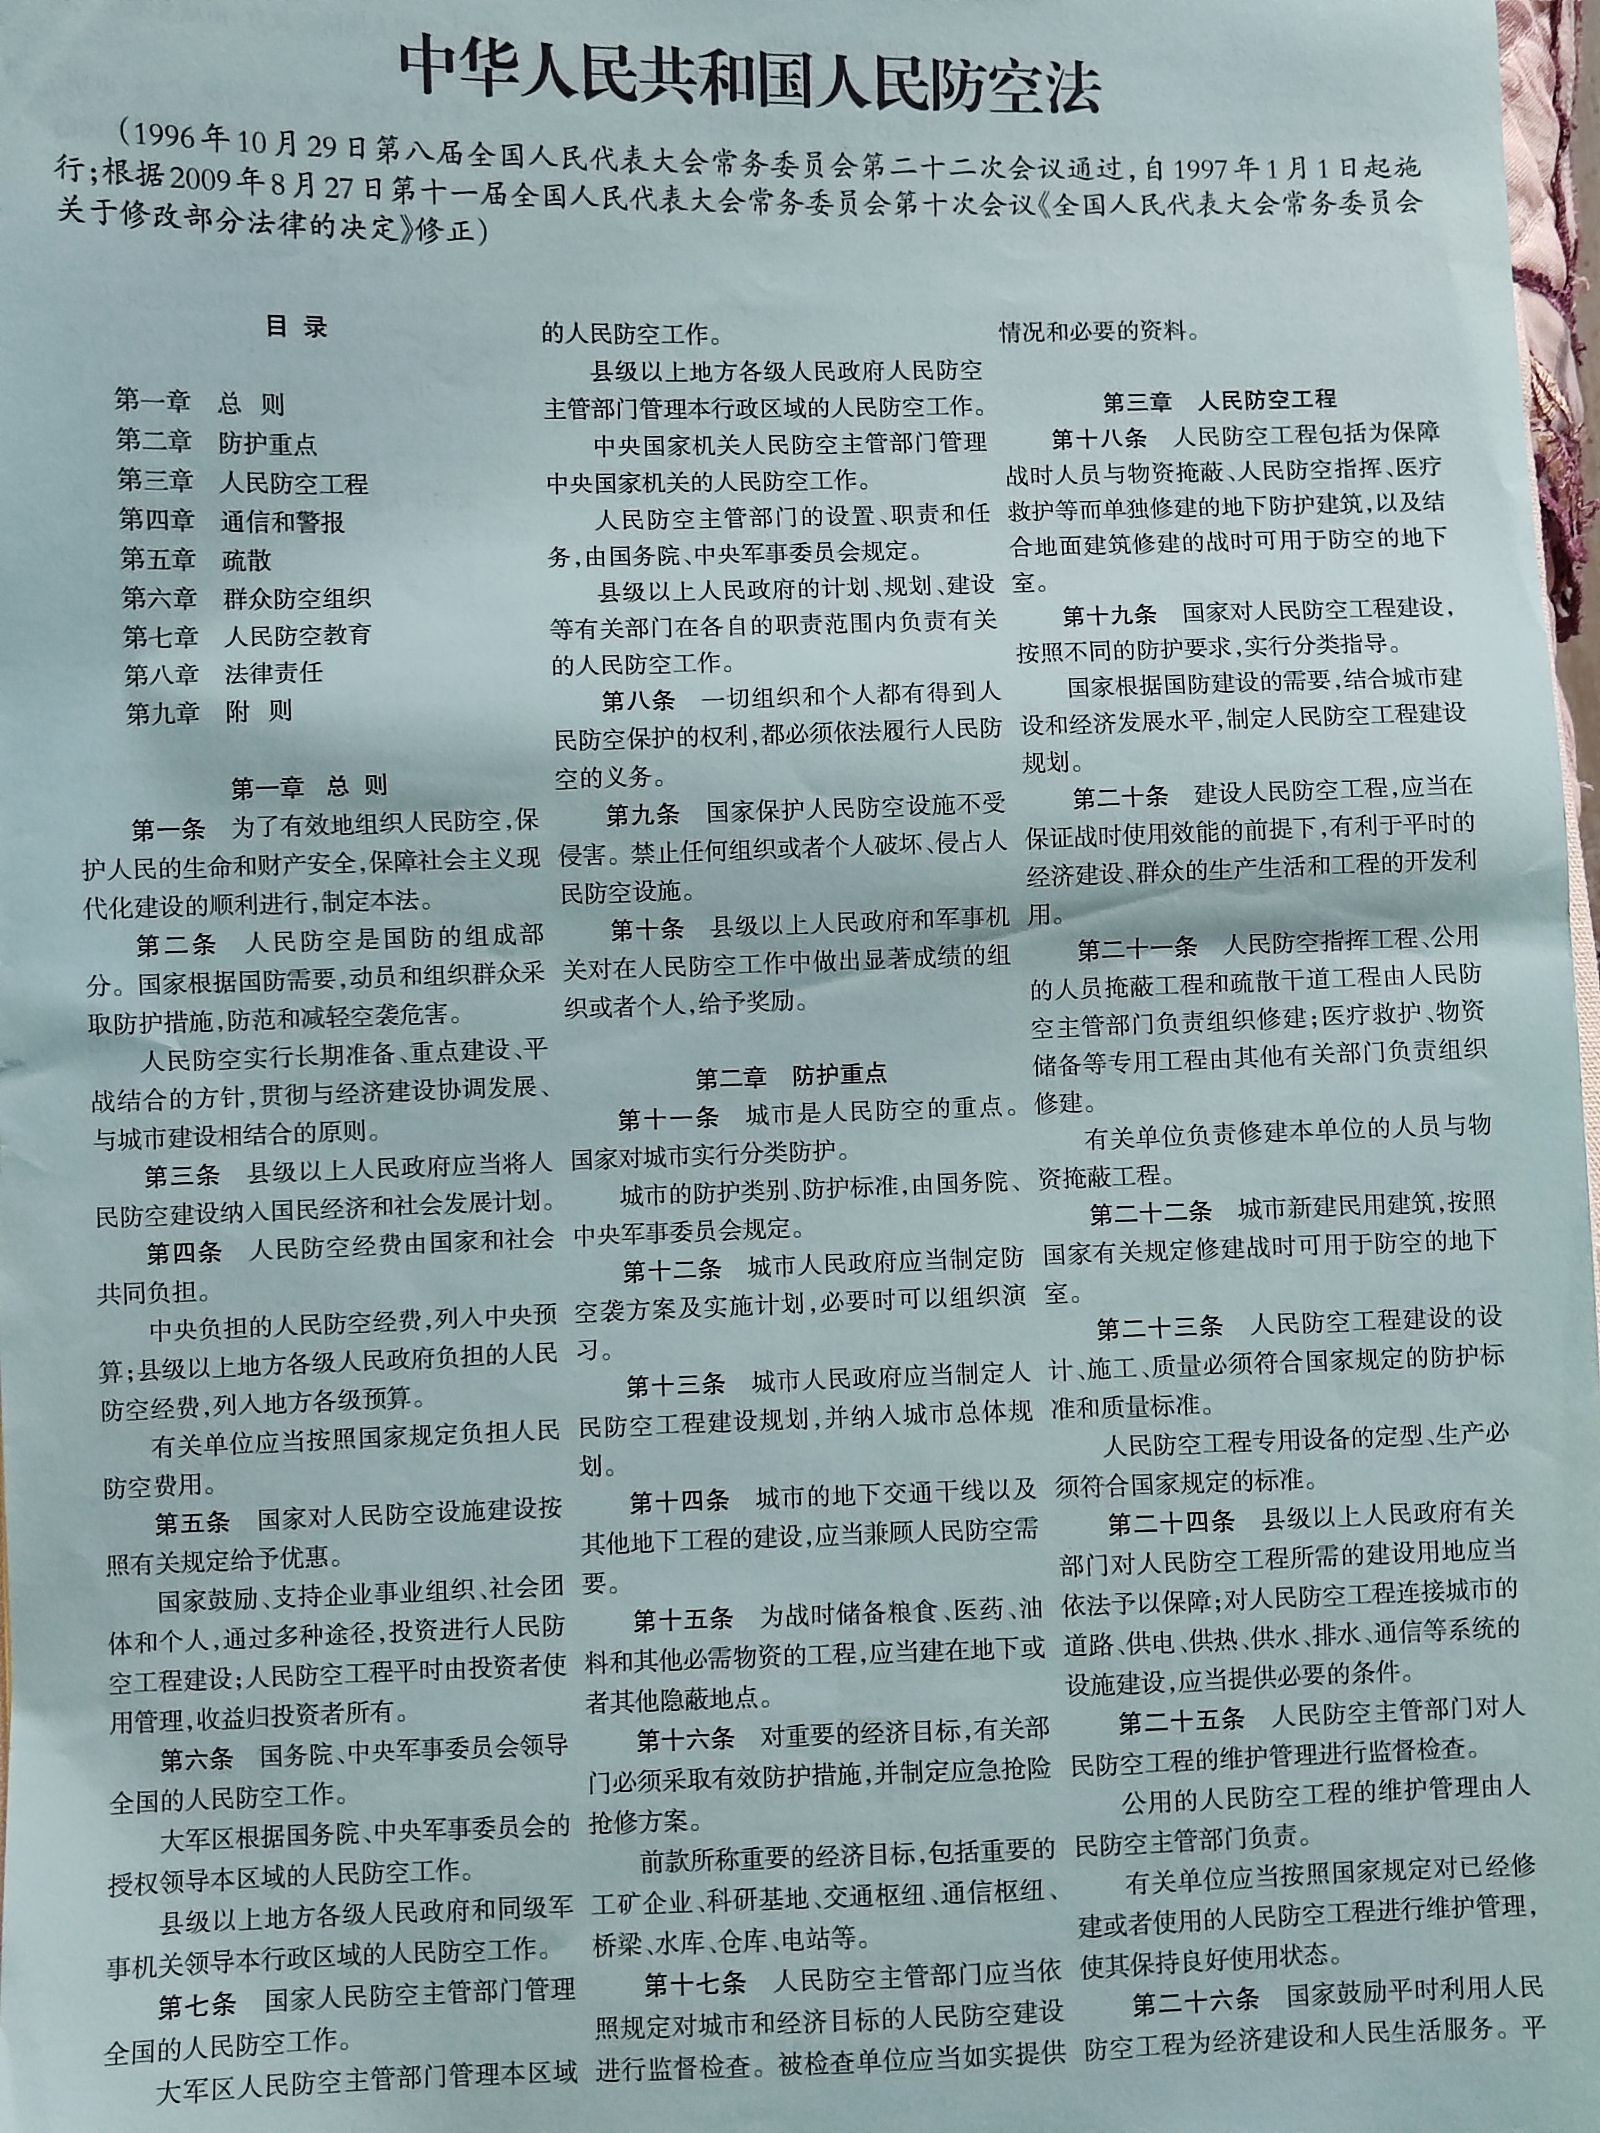 中华人民共和国人民防空法
（1996年10月29日第八届全国人民代表大会常务委员会第二十二次会议通过,自1997年1月1日起施
行;根据2009年8月27日第十一届全国人民代表大会常务委员会第十次会议《全国人民代表大会常务委员会
关于修改部分法律的决定》修正）
目 录
第一章 总 则
第二章 防护重点
第三章 人民防空工程
第四章 通信和警报
第五章 疏散
第六章 群众防空组织
第七章 人民防空教育
第八章 法律责任
第九章 附 则
第一章 总 则
第一条 为了有效地组织人民防空,保
护人民的生命和财产安全,保障社会主义现
代化建设的顺利进行,制定本法。
第二条 人民防空是国防的组成部
分。国家根据国防需要,动员和组织群众采
取防护措施,防范和减轻空袭危害。
人民防空实行长期准备、重点建设、平
战结合的方针,贯彻与经济建设协调发展、
与城市建设相结合的原则。
第三条 县级以上人民政府应当将人
民防空建设纳入国民经济和社会发展计划。
第四条 人民防空经费由国家和社会
共同负担。
中央负担的人民防空经费,列入中央预
算;县级以上地方各级人民政府负担的人民
防空经费,列入地方各级预算。
有关单位应当按照国家规定负担人民
防空费用。
第五条 国家对人民防空设施建设按
照有关规定给予优惠。
国家鼓励、支持企业事业组织、社会团
体和个人,通过多种途径,投资进行人民防
空工程建设;人民防空工程平时由投资者使
用管理,收益归投资者所有。
第六条 国务院、中央军事委员会领导
全国的人民防空工作。
大军区根据国务院、中央军事委员会的
授权领导本区域的人民防空工作。
县级以上地方各级人民政府和同级军
事机关领导本行政区域的人民防空工作。
第七条 国家人民防空主管部门管理
全国的人民防空工作。
大军区人民防空主管部门管理本区域
的人民防空工作。
县级以上地方各级人民政府人民防空
主管部门管理本行政区域的人民防空工作。
中央国家机关人民防空主管部门管理
中央国家机关的人民防空工作。
人民防空主管部门的设置、职责和任
务,由国务院、中央军事委员会规定。
县级以上人民政府的计划、规划、建设
等有关部门在各自的职责范围内负责有关
的人民防空工作。
第八条 一切组织和个人都有得到人
民防空保护的权利,都必须依法履行人民防
空的义务。
第九条 国家保护人民防空设施不受
侵害。禁止任何组织或者个人破坏、侵占人
民防空设施。
第十条 县级以上人民政府和军事机
关对在人民防空工作中做出显著成绩的组
织或者个人,给予奖励。
第二章 防护重点
第十一条 城市是人民防空的重点。
国家对城市实行分类防护。
城市的防护类别、防护标准,由国务院、
中央军事委员会规定。
第十二条 城市人民政府应当制定防
空袭方案及实施计划,必要时可以组织演
习。
第十三条 城市人民政府应当制定人
民防空工程建设规划,并纳入城市总体规
划。
第十四条 城市的地下交通干线以及
其他地下工程的建设,应当兼顾人民防空需
要。
第十五条 为战时储备粮食、医药、油
料和其他必需物资的工程,应当建在地下或
者其他隐蔽地点。
第十六条 对重要的经济目标,有关部
门必须采取有效防护措施,并制定应急抢险
抢修方案。
前款所称重要的经济目标,包括重要的
工矿企业、科研基地、交通枢纽、通信枢纽、
桥梁、水库、仓库、电站等。
第十七条 人民防空主管部门应当依
照规定对城市和经济目标的人民防空建设
进行监督检查。被检查单位应当如实提供
情况和必要的资料。
第三章 人民防空工程
第十八条 人民防空工程包括为保障
战时人员与物资掩蔽、人民防空指挥、医疗
救护等而单独修建的地下防护建筑,以及结
合地面建筑修建的战时可用于防空的地下
室。
第十九条 国家对人民防空工程建设,
按照不同的防护要求,实行分类指导。
国家根据国防建设的需要,结合城市建
设和经济发展水平,制定人民防空工程建设
规划。
第二十条 建设人民防空工程,应当在
保证战时使用效能的前提下,有利于平时的
经济建设、群众的生产生活和工程的开发利
用。
第二十一条 人民防空指挥工程、公用
的人员掩蔽工程和疏散干道工程由人民防
空主管部门负责组织修建;医疗救护、物资
储备等专用工程由其他有关部门负责组织
修建。
有关单位负责修建本单位的人员与物
资掩蔽工程。
第二十二条 城市新建民用建筑,按照
国家有关规定修建战时可用于防空的地下
室。
第二十三条 人民防空工程建设的设
计、施工、质量必须符合国家规定的防护标
准和质量标准。
人民防空工程专用设备的定型、生产必
须符合国家规定的标准。
第二十四条 县级以上人民政府有关
部门对人民防空工程所需的建设用地应当
依法予以保障;对人民防空工程连接城市的
道路、供电、供热、供水、排水、通信等系统的
设施建设,应当提供必要的条件。
第二十五条 人民防空主管部门对人
民防空工程的维护管理进行监督检查。
公用的人民防空工程的维护管理由人
民防空主管部门负责。
有关单位应当按照国家规定对已经修
建或者使用的人民防空工程进行维护管理,
使其保持良好使用状态。
第二十六条 国家鼓励平时利用人民
防空工程为经济建设和人民生活服务。平